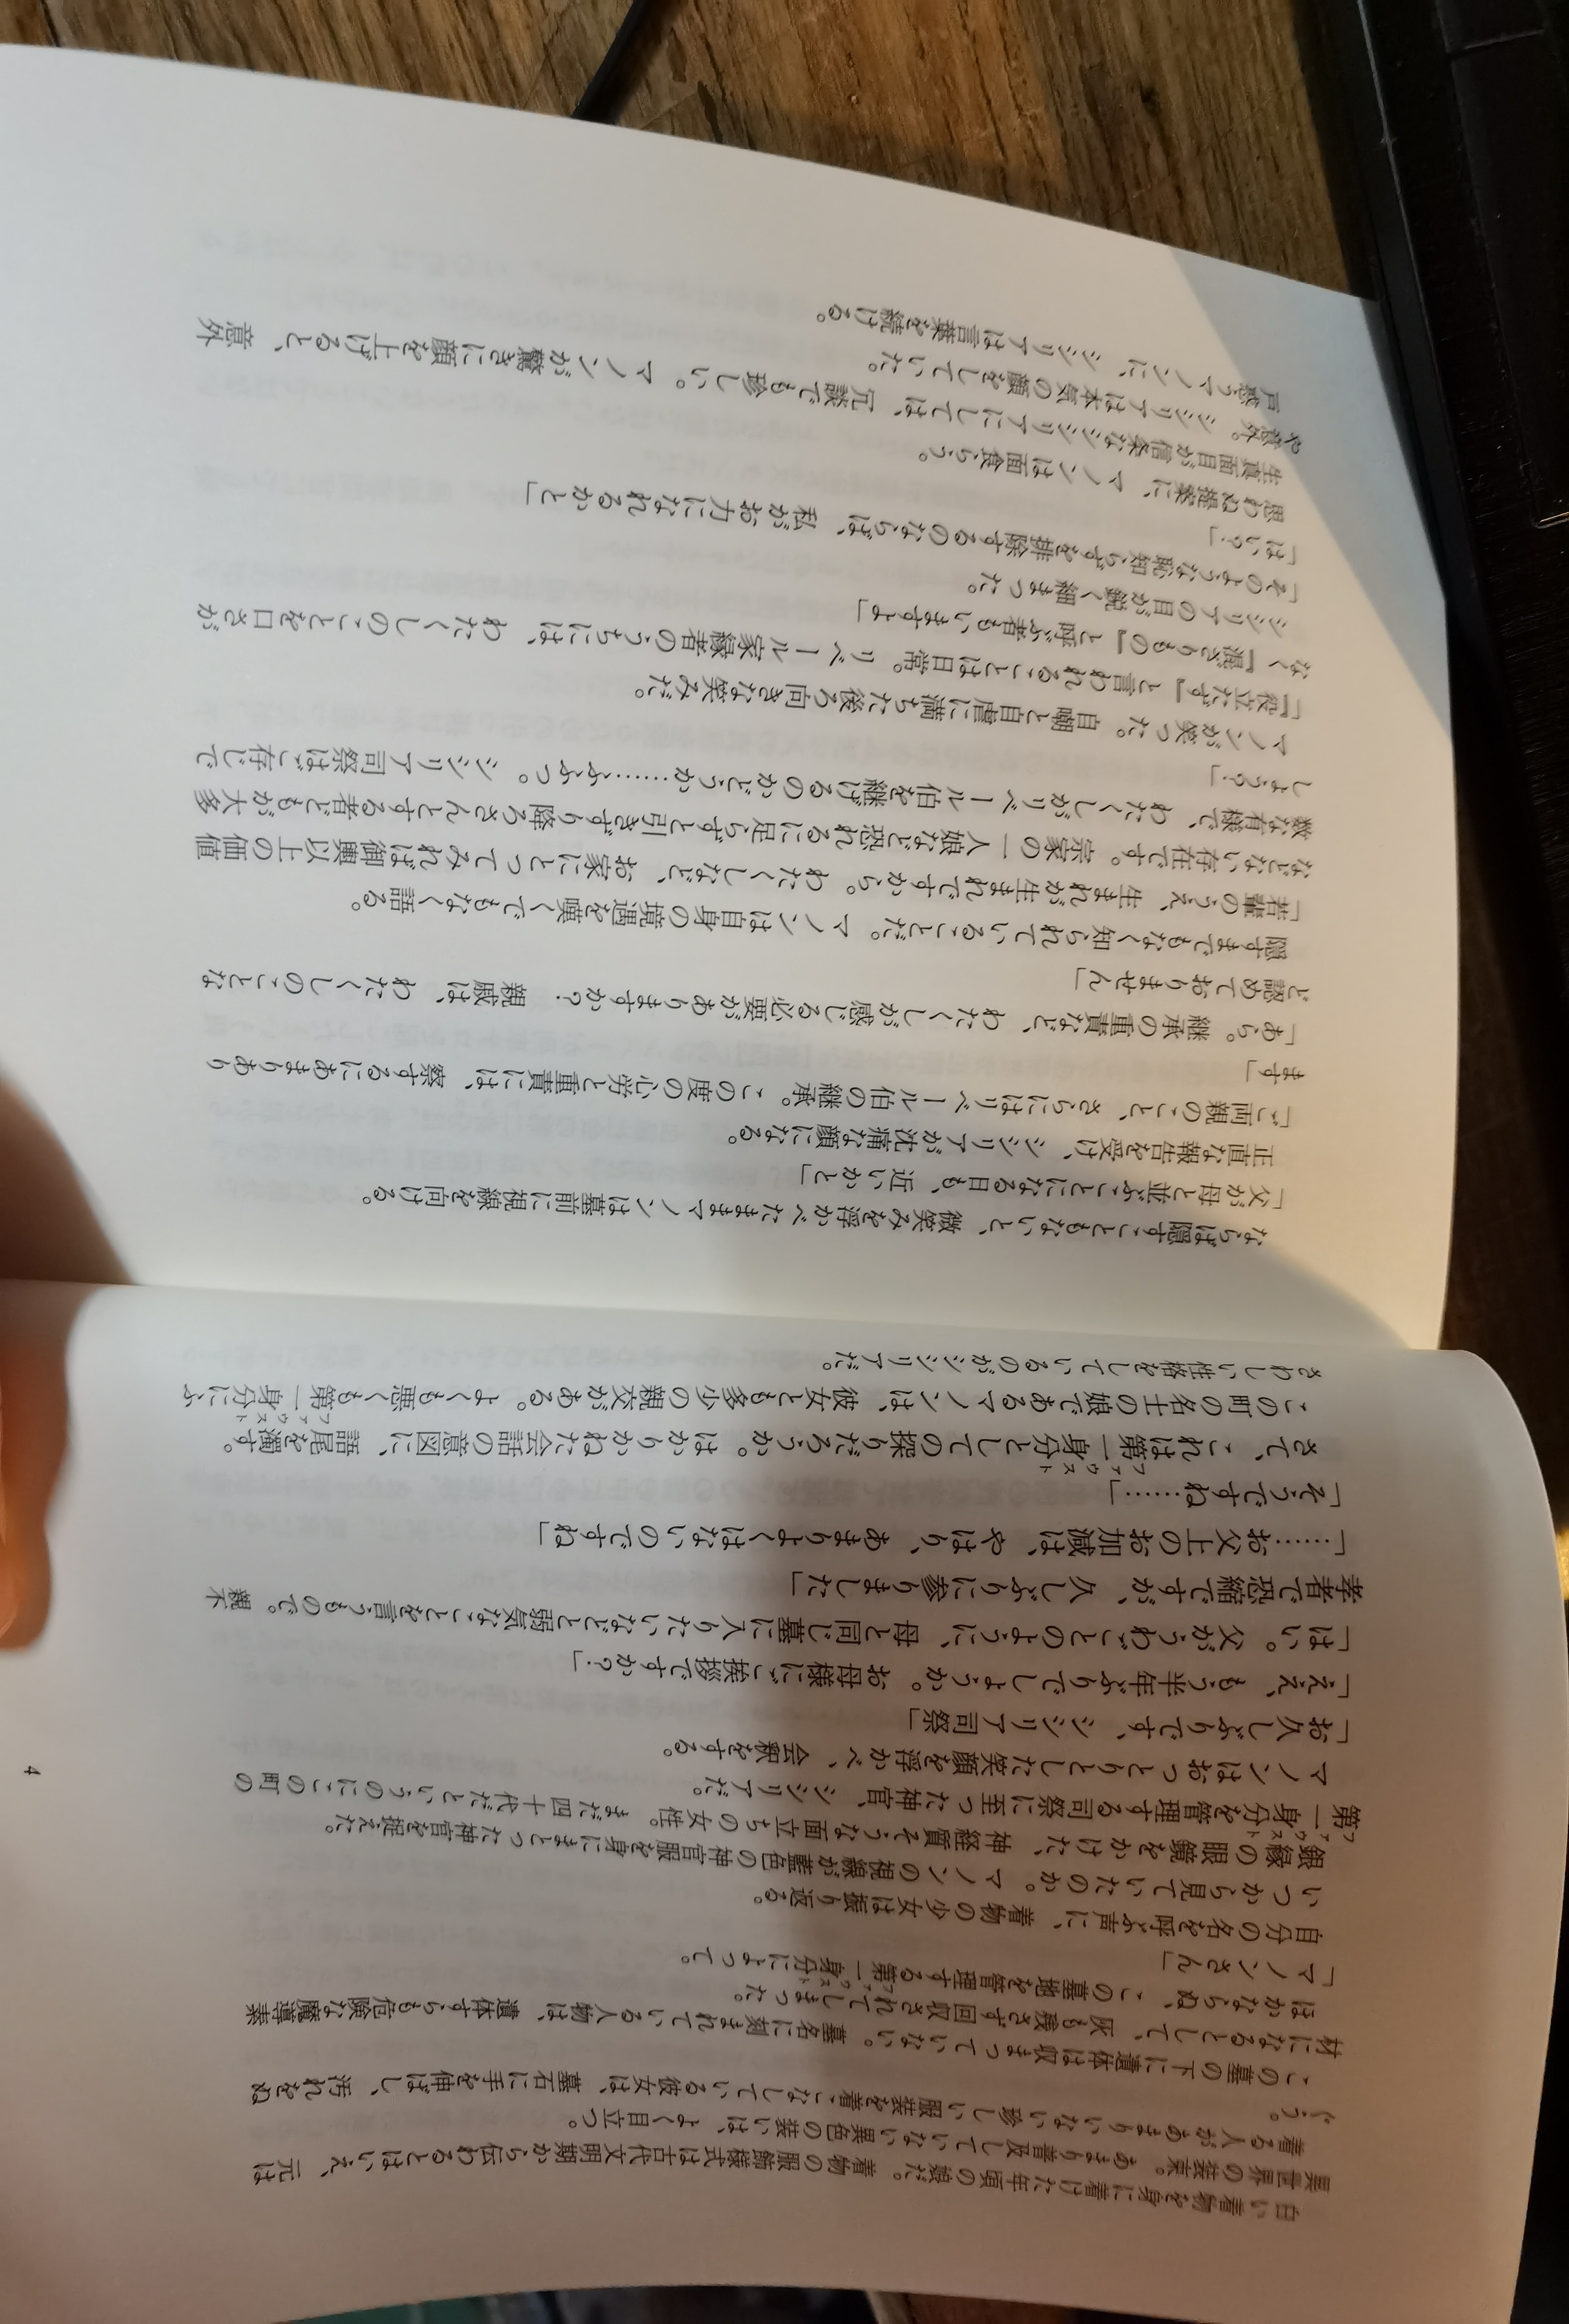 白い着物を身に着けた年頃の娘だ。着物の服飾様式は古代文明期から伝わるとはいえ、元は
異世界の装束。あまり普及していない異色の装いは、よく目立つ。
着る人があまりいない珍しい服装を着こなしている彼女は、墓石に手を伸ばし、汚れをぬ
ぐう。
この墓の下に遺体は収まっていない。墓名に刻まれている人物は、遺体すらも危険な魔導素
材になるとして、灰も残さず回収されてしまった。
ほかならぬ、この墓地を管理する第一身分によって。
「マノンさん」
自分の名を呼ぶ声に、着物の少女は振り返る。
いつから見ていたのか。マノンの視線が藍色の神官服を身にまとった神官を捉えた。
銀縁の眼鏡をかけた、神経質そうな面立ちの女性。まだ四十代だというのにこの町の
第一身分を管理する司祭に至った神官、シシリアだ。
マノンはおっとりとした笑顔を浮かべ、会釈をする。
「お久しぶりです、シシリア司祭」
「ええ、もう半年ぶりでしょうか。お母様にご挨拶ですか?」
「はい。父がうわごとのように、母と同じ墓に入りたいなどと弱気なことを言うもので。親不
孝者で恐縮ですが、久しぶりに参りました」
「……お父上のお加減は、やはり、あまりよくはないのですね」
「そうですね……」
さて、これは第一身分としての探りだろうか。はかりかねた会話の意図に、語尾を濁す。
この町の名士の娘であるマノンは、彼女とも多少の親交がある。よくも悪くも第一身分にふ
さわしい性格をしているのがシシリアだ。
4
ならば隠すこともないと、微笑みを浮かべたままマノンは墓前に視線を向ける。
「父が母と並ぶことになる日も、近いかと」
正直な報告を受け、シシリアが沈痛な顔になる。
「ご両親のこと、さらにはリベール伯の継承。この度の心労と重責には、察するにあまりあり
ます」
「あら。継承の重責など、わたくしが感じる必要がありますか? 親戚は、わたくしのことな
ど認めておりません」
隠すまでもなく知られていることだ。マノンは自身の境遇を嘆くでもなく語る。
「若輩のうえ、生まれが生まれですから。わたくしなど、お家にとってみれば御輿以上の価値
などない存在です。宗家の一人娘など恐れるに足らずと引きずり降ろさんとする者どもが大多
数な有様で、わたくしがリベール伯を継げるのかどうか……ふふっ。シシリア司祭はご存じで
しょう?」
マノンが笑った。自嘲と自虐に満ちた後ろ向きな笑みだ。
「『役立たず』と言われることは日常。リベール家縁者のうちには、わたくしのことを口さが
なく『混ざりもの』と呼ぶ者もいますよ」
シシリアの目が鋭く細まった。
「そのような恥知らずを排除するのならば、私がお力になれるかと」
「はい?」
思わぬ提案に、マノンは面食らう。
生真面目が信条なシシリアにしては、冗談でも珍しい。マノンが驚きに顔を上げると、意外
や意外。シシリアは本気の顔をしていた。
戸惑うマノンに、シシリアは言葉を続ける。